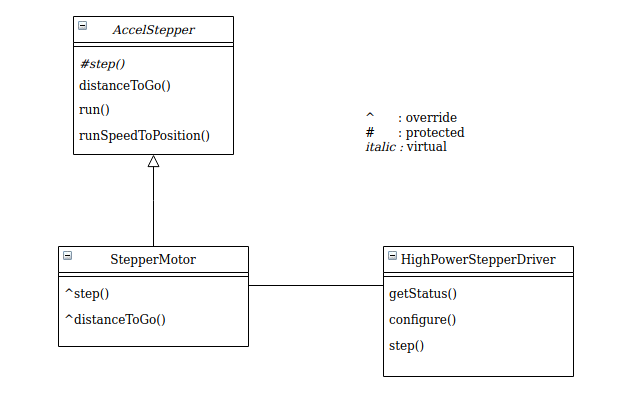 AccelStepper
#step()
distanceToGo()
run()
runSpeedToPosition()
^ : override
# : protected
italic : virtual
StepperMotor
^step()
^distanceToGo()
HighPowerStepperDriver
getStatus()
configure()
step()